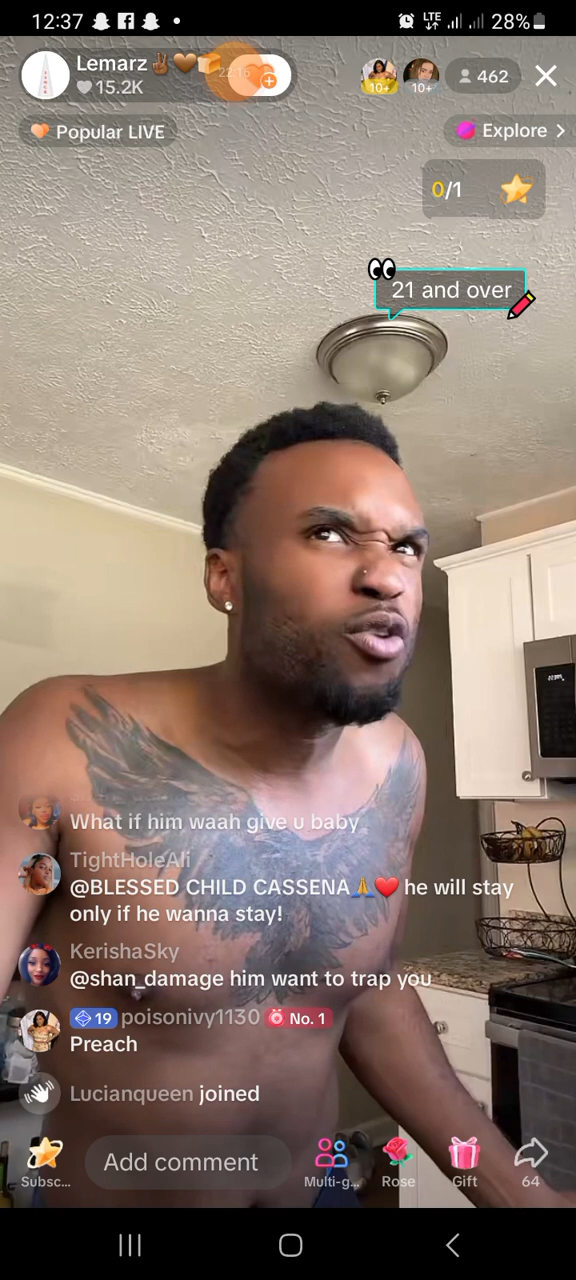 12:37
LTE
28%
Lemarz
15.2K
10+
10+
462
Popular LIVE
Explore
0/1
21 and over
What if him waah give u baby
TightHoleAli
@BLESSED CHILD CASSENA🙏❤️ he will stay
only if he wanna stay!
KerishaSky
@shan_damage him want to trap you
19 poisonivy1130 No. 1
Preach
Lucianqueen joined
Subsc...
Add comment
Multi-g...
Rose
Gift
64